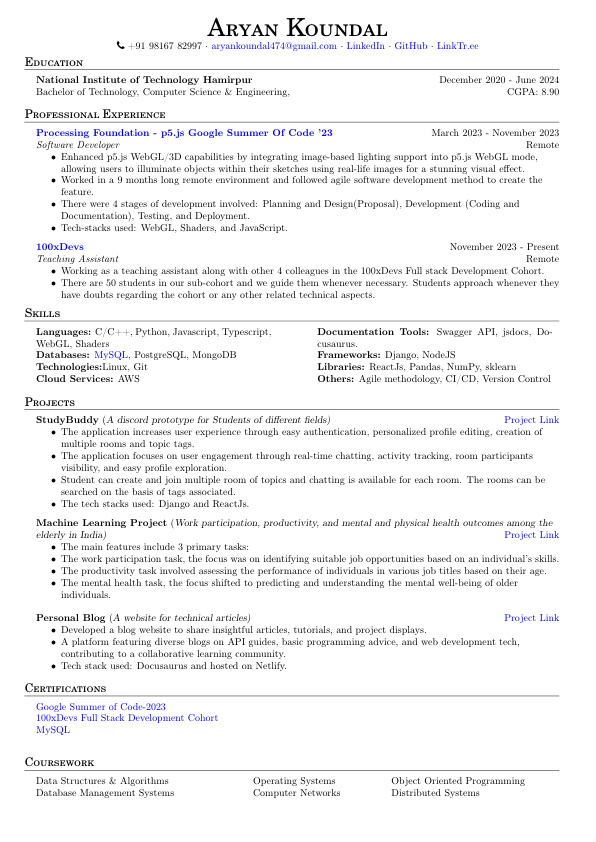 Aryan Koundal
+91 98167 82997 · aryankoundal474@gmail.com · LinkedIn · GitHub · LinkTr.ee
Education
National Institute of Technology Hamirpur December 2020 - June 2024
Bachelor of Technology, Computer Science & Engineering, CGPA: 8.90
Professional Experience
Processing Foundation - p5.js Google Summer Of Code '23 March 2023 - November 2023
Software Developer Remote
• Enhanced p5.js WebGL/3D capabilities by integrating image-based lighting support into p5.js WebGL mode,
allowing users to illuminate objects within their sketches using real-life images for a stunning visual effect.
• Worked in a 9 months long remote environment and followed agile software development method to create the
feature.
• There were 4 stages of development involved: Planning and Design(Proposal), Development (Coding and
Documentation), Testing, and Deployment.
• Tech-stacks used: WebGL, Shaders, and JavaScript.
100xDevs November 2023 - Present
Teaching Assistant Remote
• Working as a teaching assistant along with other 4 colleagues in the 100xDevs Full stack Development Cohort.
• There are 50 students in our sub-cohort and we guide them whenever necessary. Students approach whenever they
have doubts regarding the cohort or any other related technical aspects.
Skills
Languages: C/C++, Python, Javascript, Typescript,
WebGL, Shaders
Databases: MySQL, PostgreSQL, MongoDB
Technologies:Linux, Git
Cloud Services: AWS
Documentation Tools: Swagger API, jsdocs, Do-
cusaurus.
Frameworks: Django, NodeJS
Libraries: ReactJs, Pandas, NumPy, sklearn
Others: Agile methodology, CI/CD, Version Control
Projects
StudyBuddy (A discord prototype for Students of different fields) Project Link
• The application increases user experience through easy authentication, personalized profile editing, creation of
multiple rooms and topic tags.
• The application focuses on user engagement through real-time chatting, activity tracking, room participants
visibility, and easy profile exploration.
• Student can create and join multiple room of topics and chatting is available for each room. The rooms can be
searched on the basis of tags associated.
• The tech stacks used: Django and ReactJs.
Machine Learning Project (Work participation, productivity, and mental and physical health outcomes among the
elderly in India) Project Link
• The main features include 3 primary tasks:
• The work participation task, the focus was on identifying suitable job opportunities based on an individual's skills.
• The productivity task involved assessing the performance of individuals in various job titles based on their age.
• The mental health task, the focus shifted to predicting and understanding the mental well-being of older
individuals.
Personal Blog (A website for technical articles) Project Link
• Developed a blog website to share insightful articles, tutorials, and project displays.
• A platform featuring diverse blogs on API guides, basic programming advice, and web development tech,
contributing to a collaborative learning community.
• Tech stack used: Docusaurus and hosted on Netlify.
Certifications
Google Summer of Code-2023
100xDevs Full Stack Development Cohort
MySQL
Coursework
Data Structures & Algorithms Operating Systems Object Oriented Programming
Database Management Systems Computer Networks Distributed Systems